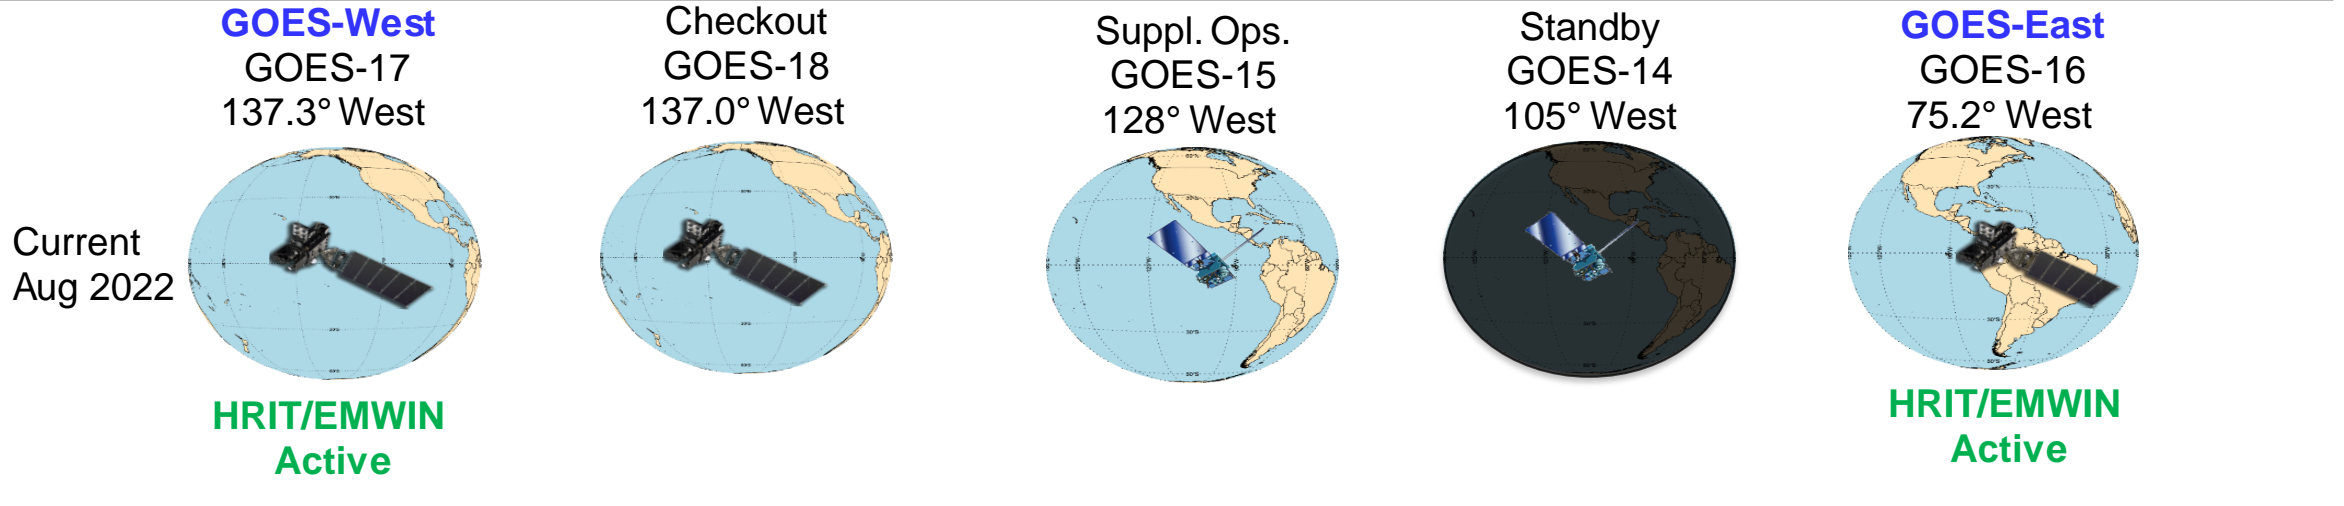 GOES-West
GOES-17
137.3° West
Checkout
GOES-18
137.0° West
Suppl. Ops.
GOES-15
128° West
Standby
GOES-14
105° West
GOES-East
GOES-16
75.2° West
Current
Aug 2022
HRIT/EMWIN
Active
HRIT/EMWIN
Active